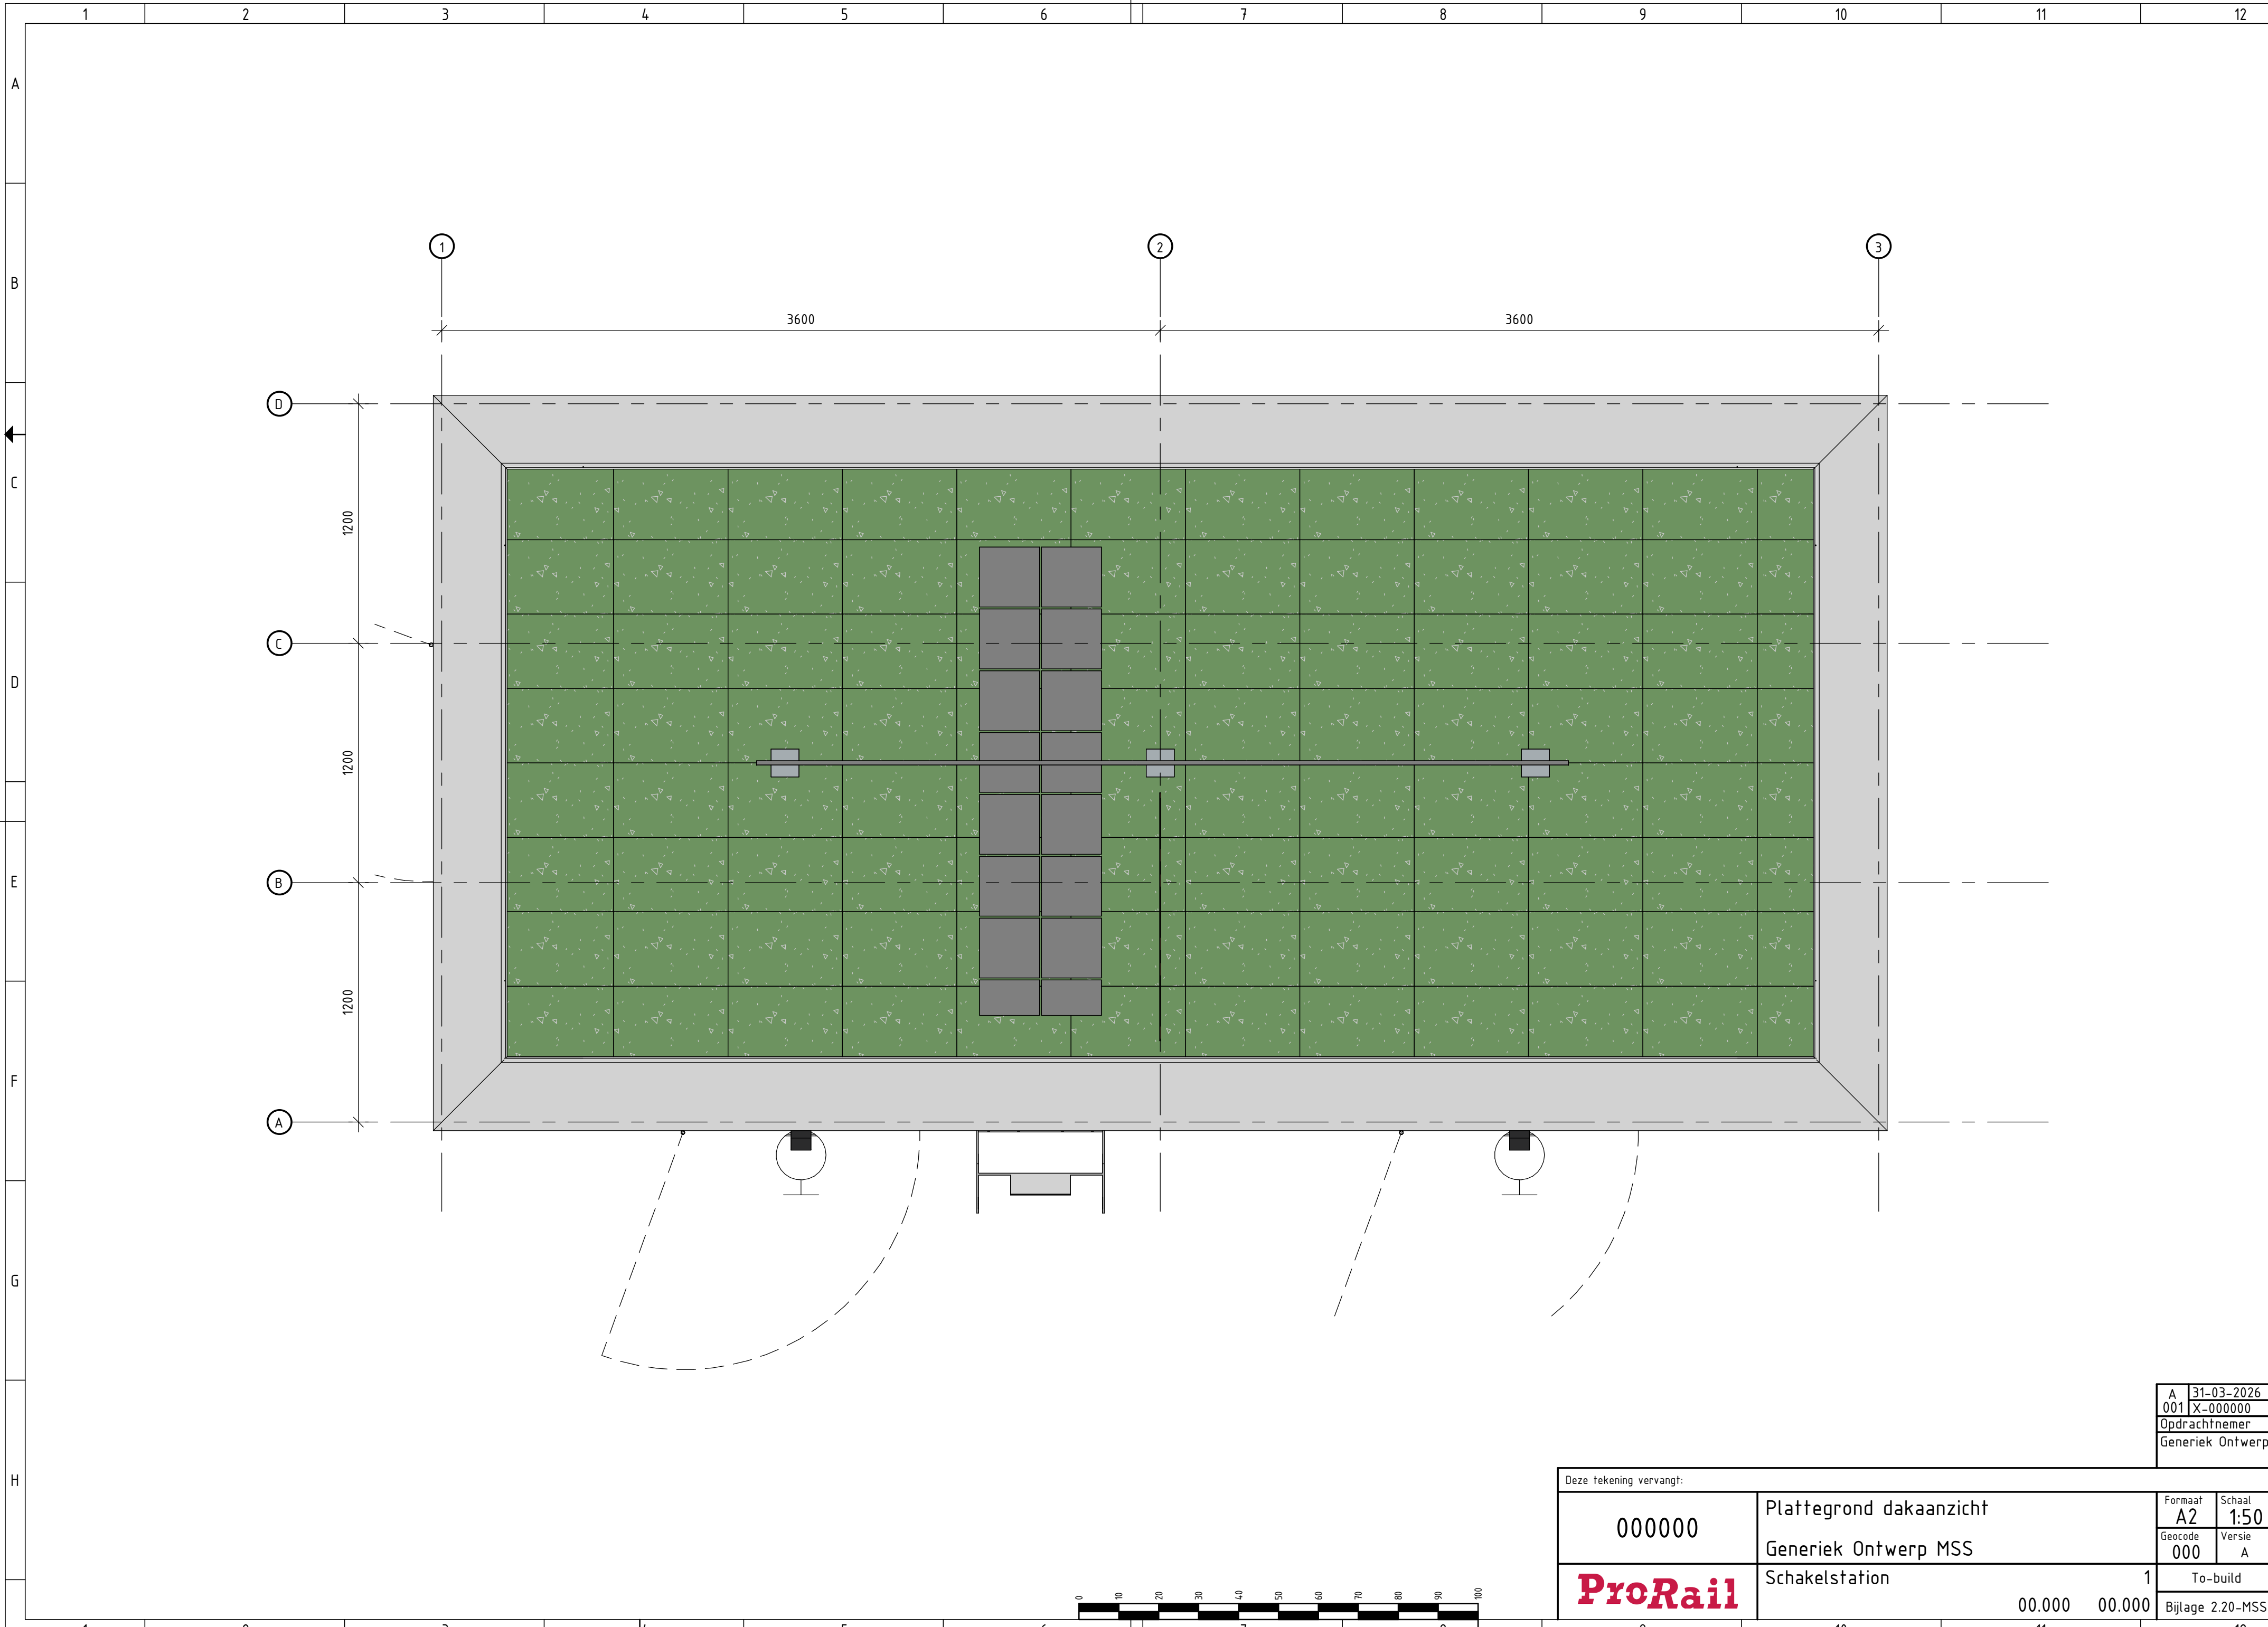 1 2 3 4 5 6 7 8 9 10 11 12
A
B
C
D
E
F
G
H
1 2 3
3600 3600
D
1200
C
1200
B
1200
A
A 31-03-2026
001 X-000000
Opdrachtnemer
Generiek Ontwerp
Deze tekening vervangt:
000000
Plattegrond dakaanzicht
Generiek Ontwerp MSS
Formaat Schaal
A2 1:50
Geocode Versie
000 A
ProRail
Schakelstation 1
00.000 00.000
To-build
Bijlage 2.20-MSS
0 10 20 30 40 50 60 70 80 90 100